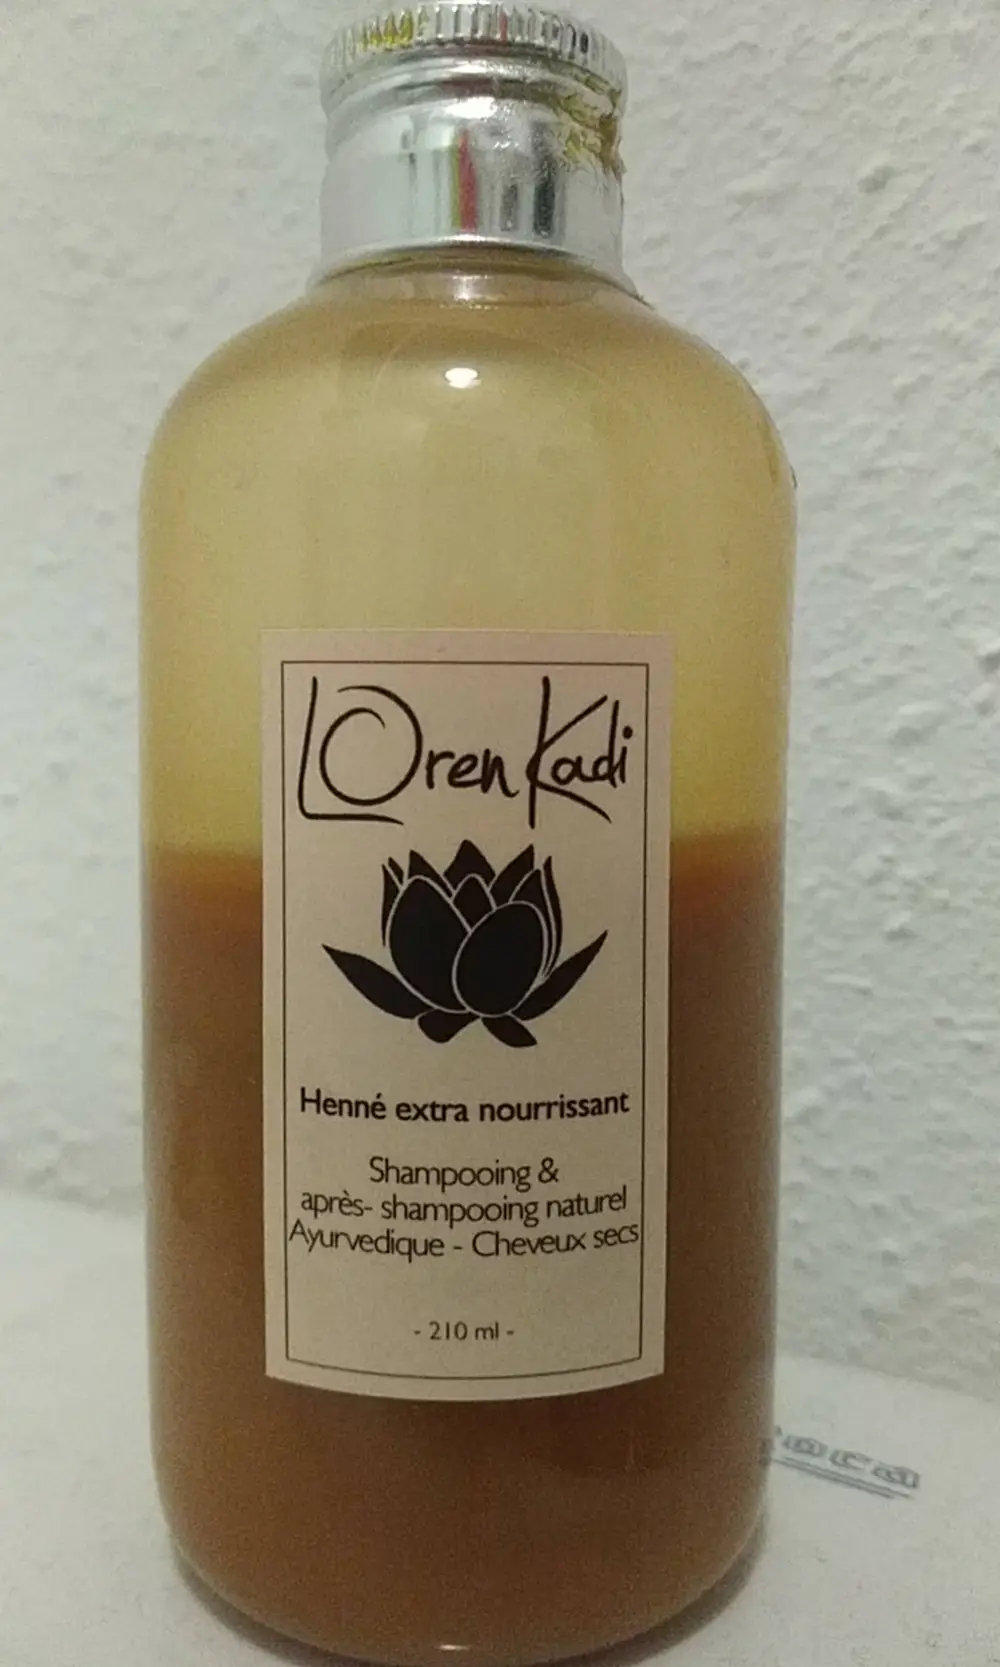 Loren Kadi
Henné extra nourrissant
Shampooing &
après- shampooing naturel
Ayurvedique - Cheveux secs
- 210 ml -